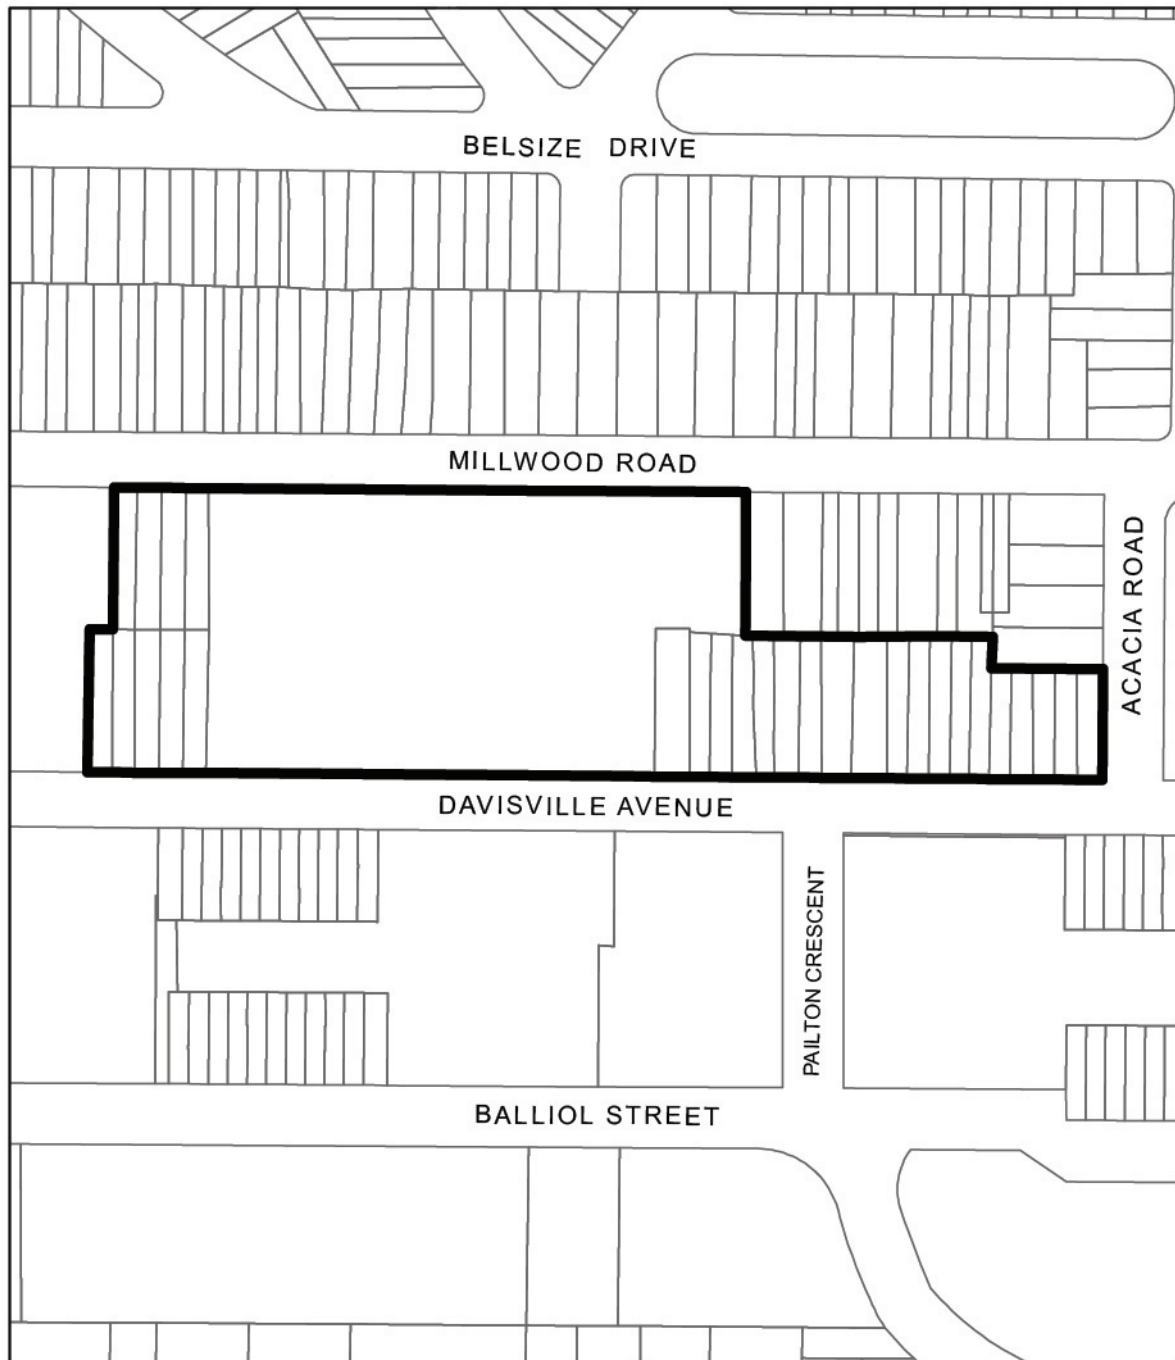 BELSIZE DRIVE
MILLWOOD ROAD
ACACIA ROAD
DAVISVILLE AVENUE
PAILTON CRESCENT
BALLIOL STREET